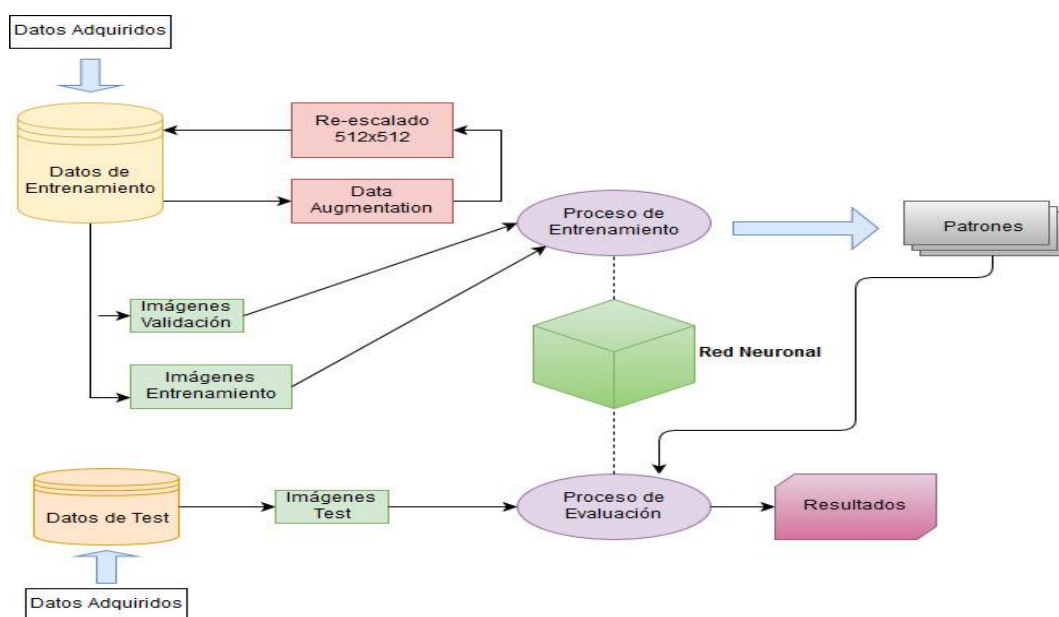 Datos Adquiridos
Re-escalado
512x512
Datos de
Entrenamiento
Data
Augmentation
Proceso de
Entrenamiento
Patrones
Imágenes
Validación
Red Neuronal
Imágenes
Entrenamiento
Datos de Test
Imágenes
Test
Proceso de
Evaluación
Resultados
Datos Adquiridos